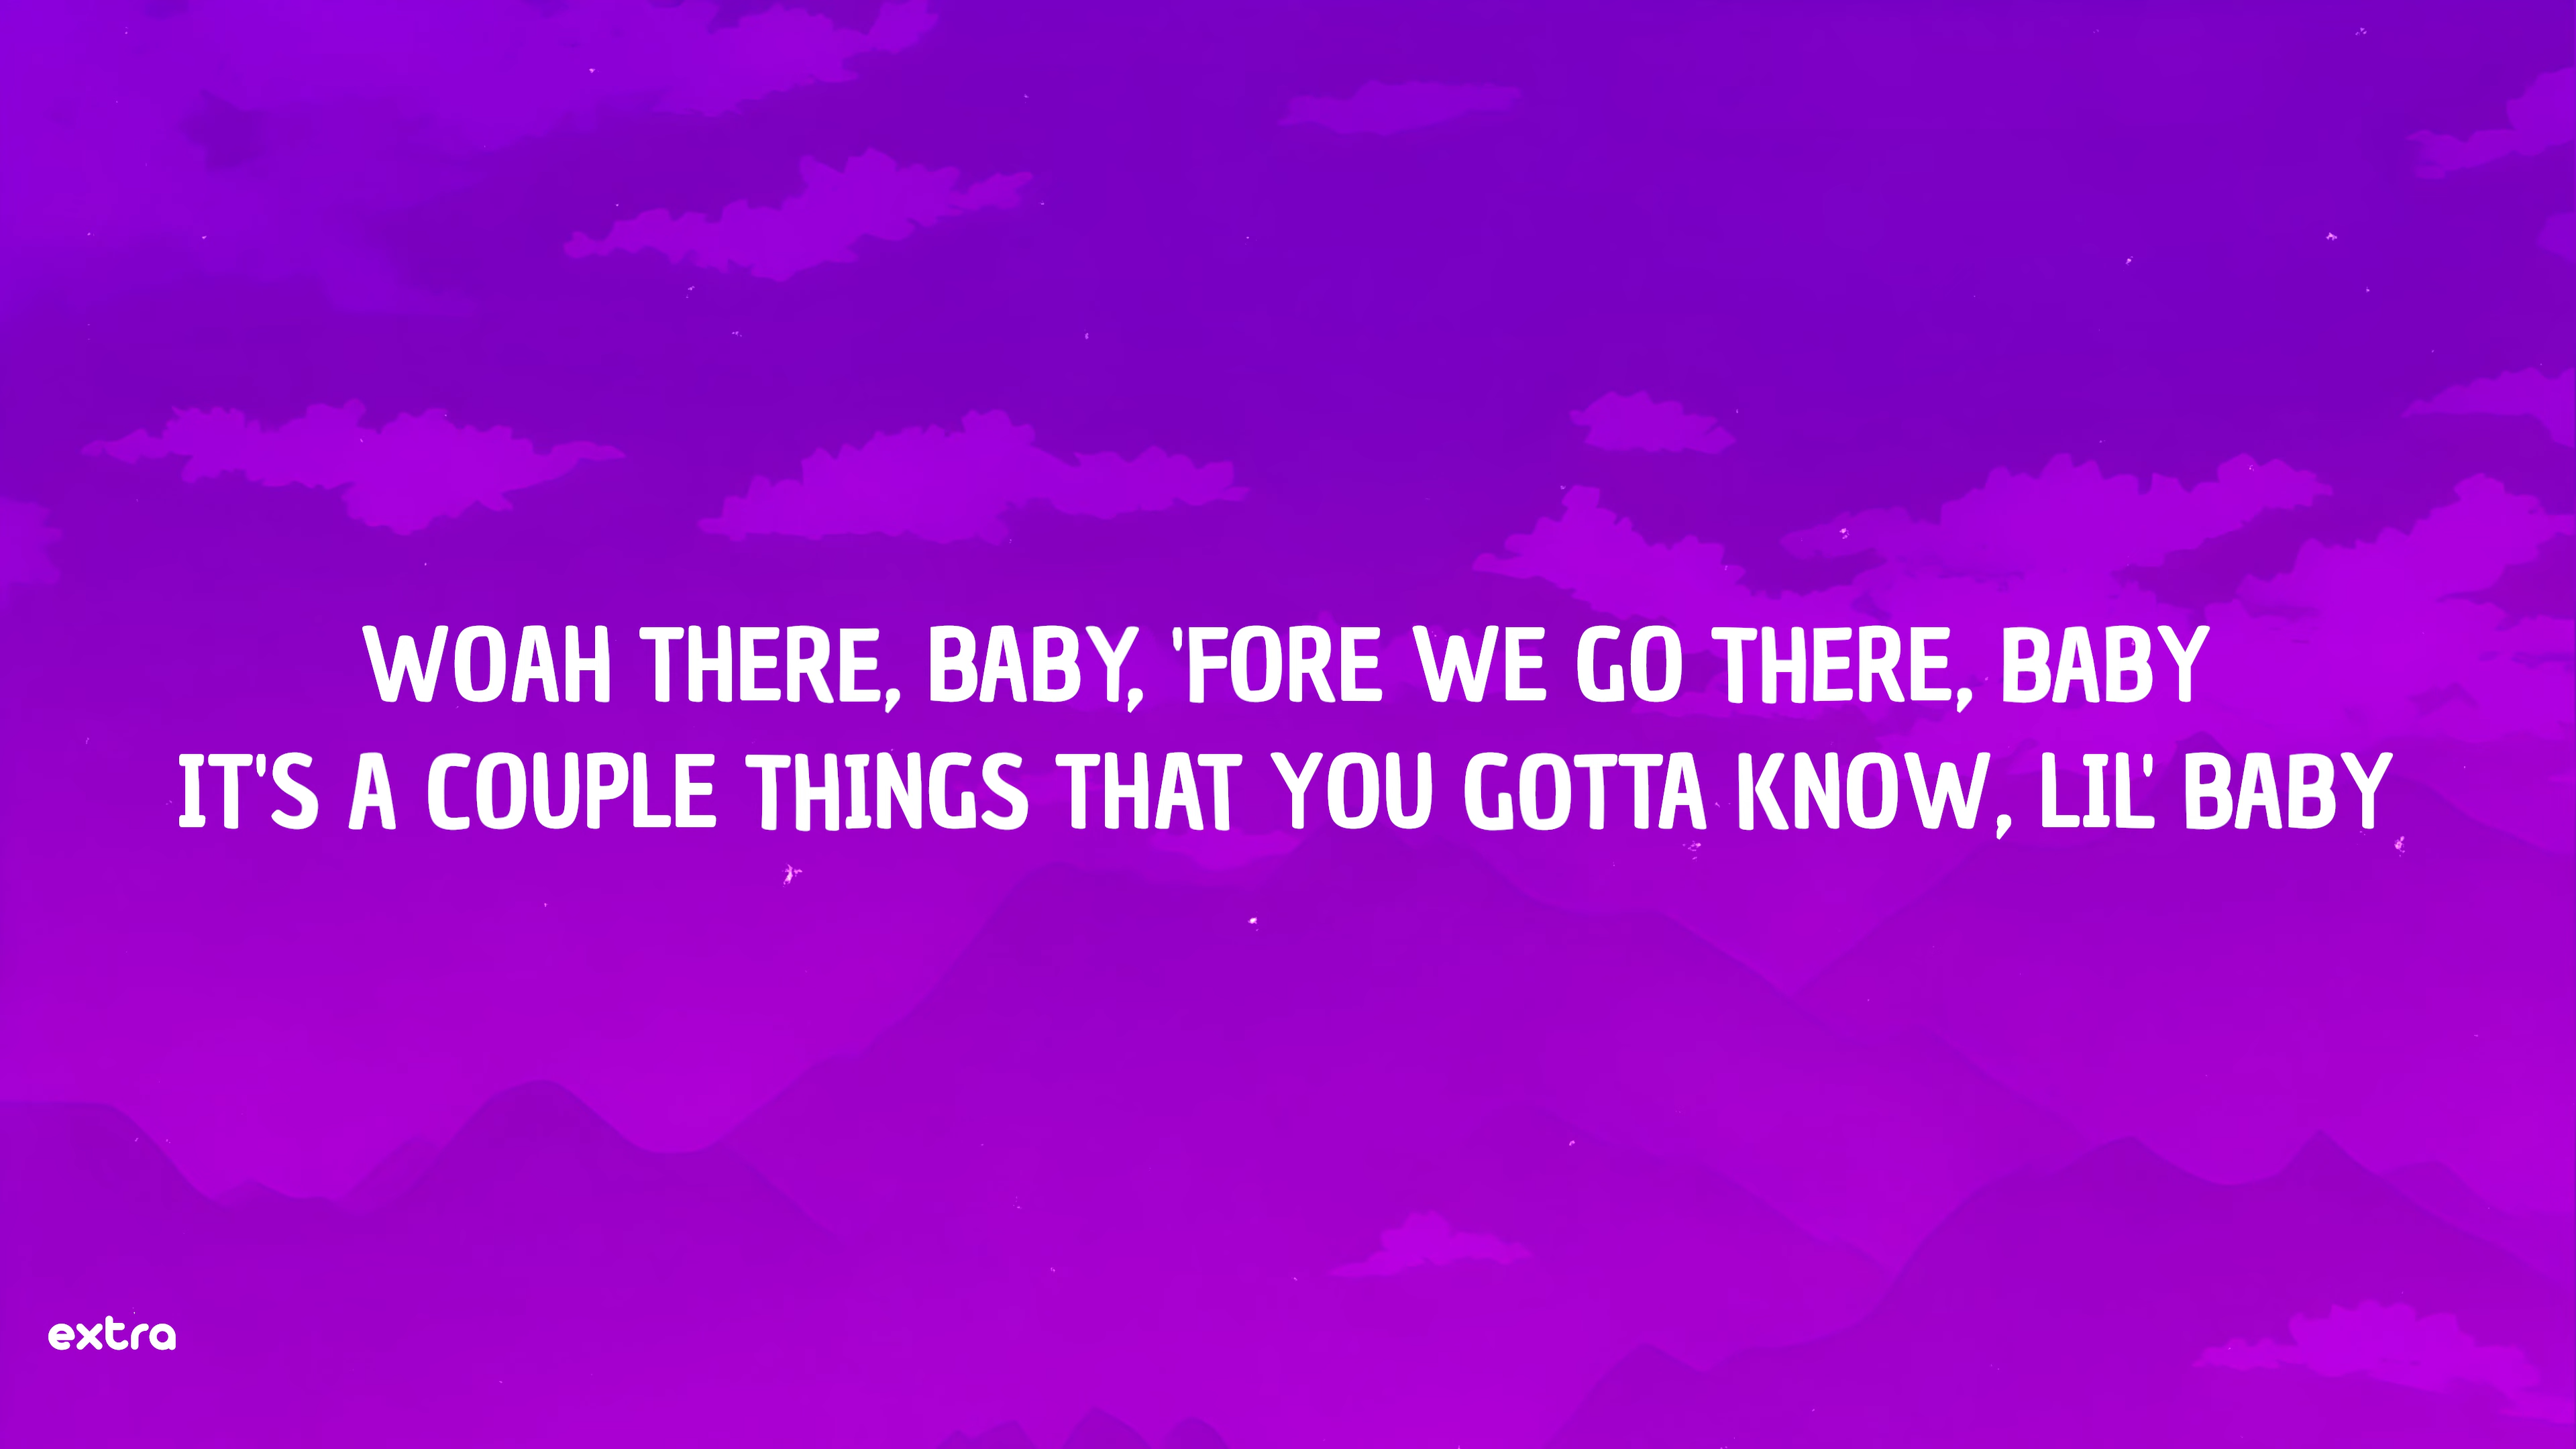 WOAH THERE, BABY, 'FORE WE GO THERE, BABY
IT'S A COUPLE THINGS THAT YOU GOTTA KNOW, LIL' BABY
extra